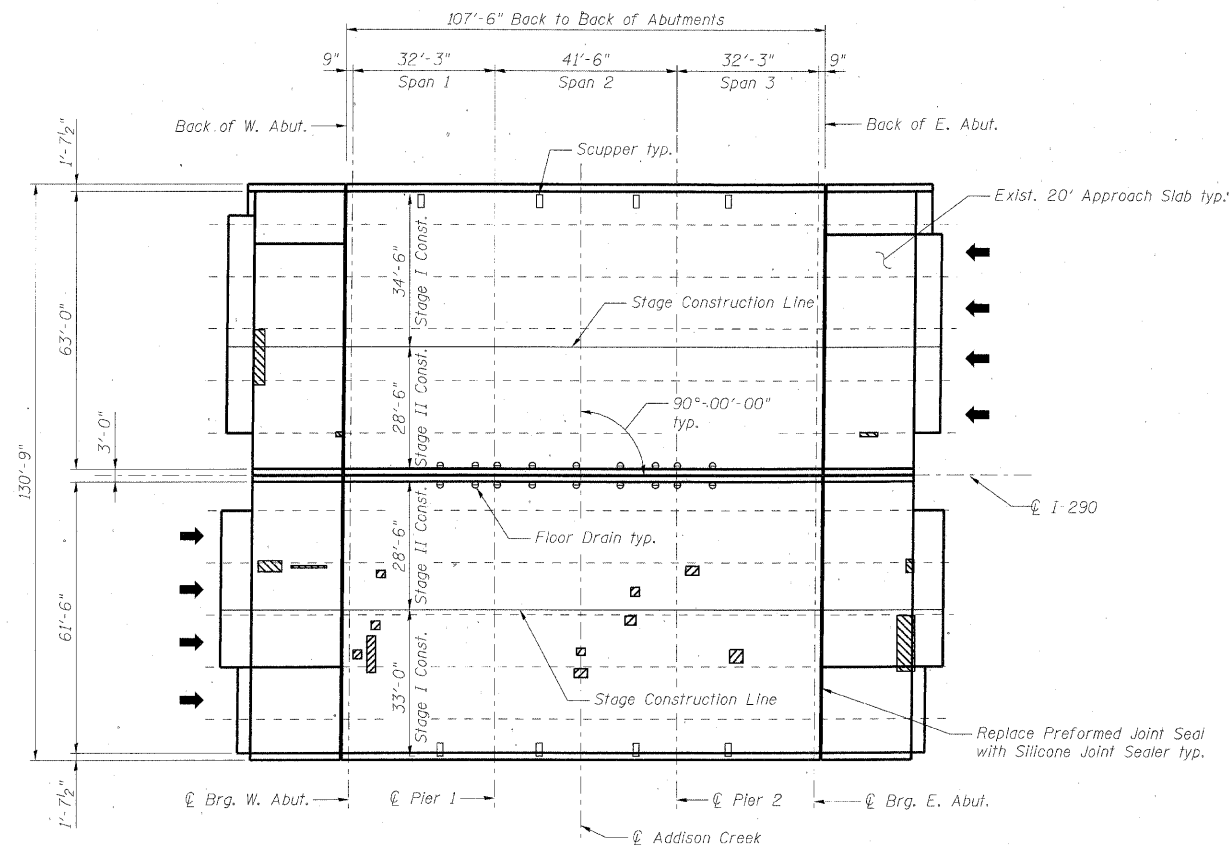 107'-6" Back to Back of Abutments
9" 32'-3" 41'-6" 32'-3" 9"
Span 1 Span 2 Span 3
Back of W. Abut. Back of E. Abut.
1'-7½"
Scupper typ.
Exist. 20' Approach Slab typ.
34'-6"
Stage I Const.
Stage Construction Line
63'-0"
28'-6"
Stage II Const.
90°-00'-00"
typ.
3'-0"
130'-9"
℄ I-290
Floor Drain typ.
28'-6"
Stage II Const.
61'-6"
33'-0"
Stage I Const.
Stage Construction Line
Replace Preformed Joint Seal
with Silicone Joint Sealer typ.
1'-7½"
℄ Brg. W. Abut. ℄ Pier 1 ℄ Pier 2 ℄ Brg. E. Abut.
℄ Addison Creek